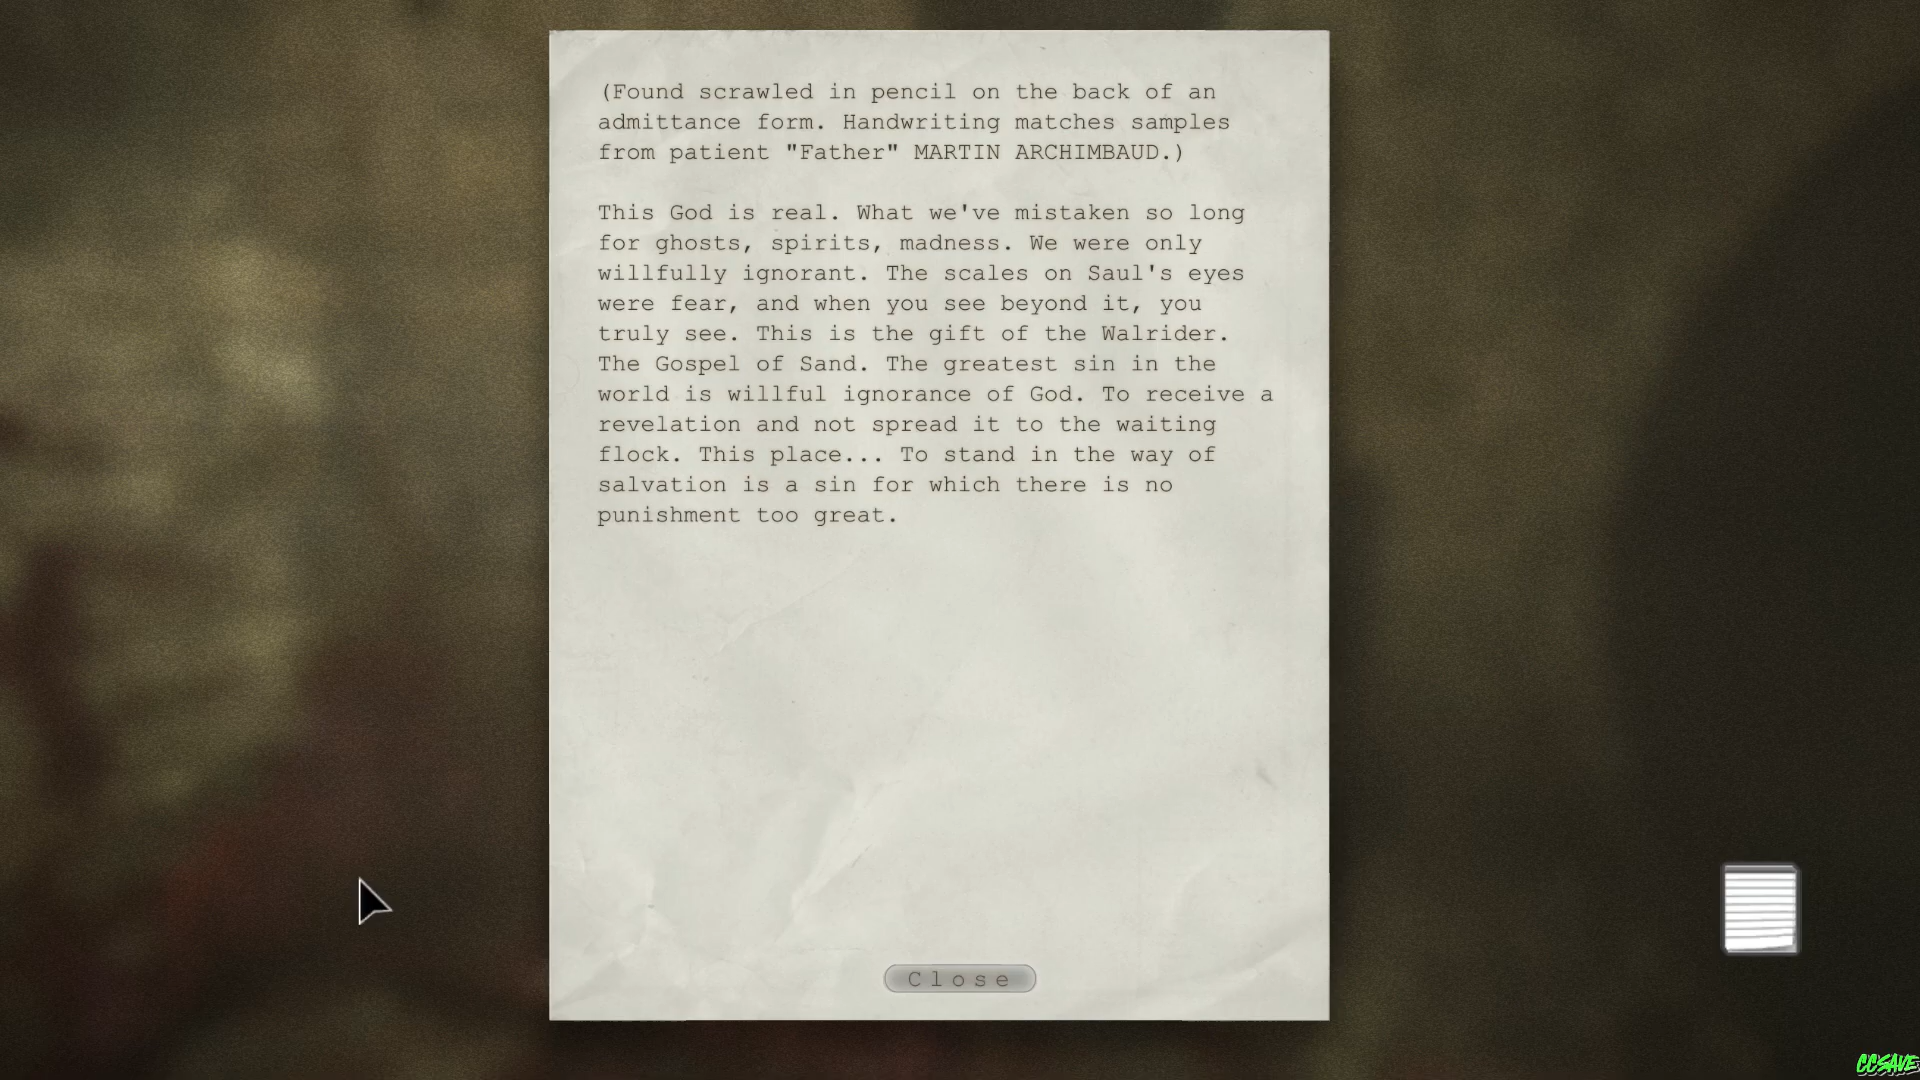 (Found scrawled in pencil on the back of an
admittance form. Handwriting matches samples
from patient "Father" MARTIN ARCHIMBAUD.)
This God is real. What we've mistaken so long
for ghosts, spirits, madness. We were only
willfully ignorant. The scales on Saul's eyes
were fear, and when you see beyond it, you
truly see. This is the gift of the Walrider.
The Gospel of Sand. The greatest sin in the
world is willful ignorance of God. To receive a
revelation and not spread it to the waiting
flock. This place... To stand in the way of
salvation is a sin for which there is no
punishment too great.
Close
CCSAVE